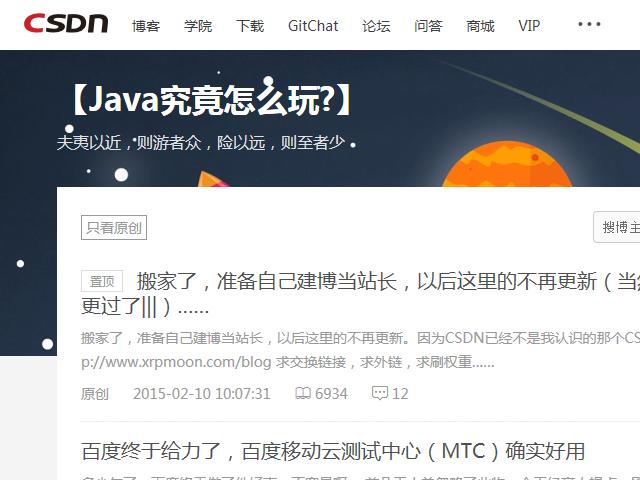 CSDN 博客 学院 下载 GitChat 论坛 问答 商城 VIP •••
【Java究竟怎么玩?】
夫夷以近，则游者众，险以远，则至者少
只看原创 搜博主
置顶 搬家了，准备自己建博当站长，以后这里的不再更新（当然
更过了|||）......
搬家了，准备自己建博当站长，以后这里的不再更新。因为CSDN已经不是我认识的那个CS
p://www.xrpmoon.com/blog 求交换链接，求外链，求刷权重......
原创 2015-02-10 10:07:31 6934 12
百度终于给力了，百度移动云测试中心（MTC）确实好用